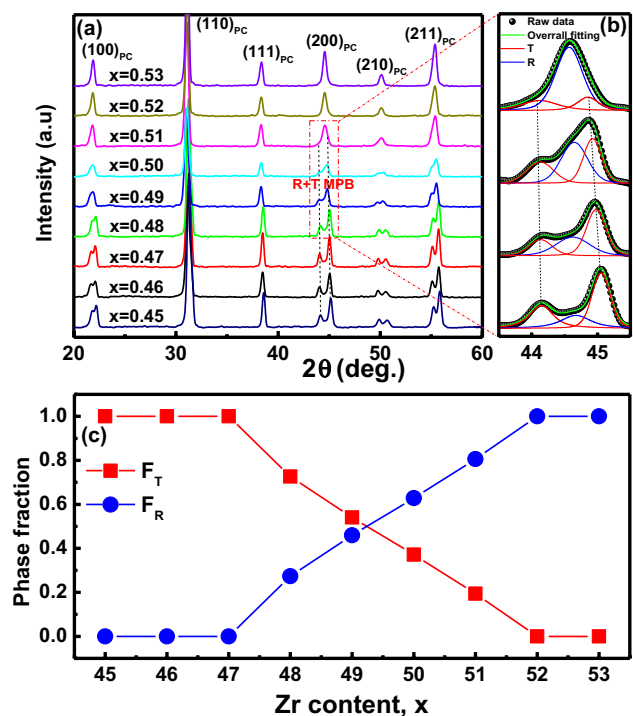 (a)
(100)PC
(110)PC
(111)PC
(200)PC
(210)PC
(211)PC
x=0.53
x=0.52
x=0.51
x=0.50
x=0.49
x=0.48
x=0.47
x=0.46
x=0.45
R+T MPB
Intensity (a.u)
20 30 40 50 60
2θ (deg.)
(b)
Raw data
Overrall fitting
T
R
44 45
(c)
F_T
F_R
Phase fraction
1.0
0.8
0.6
0.4
0.2
0.0
45 46 47 48 49 50 51 52 53
Zr content, x